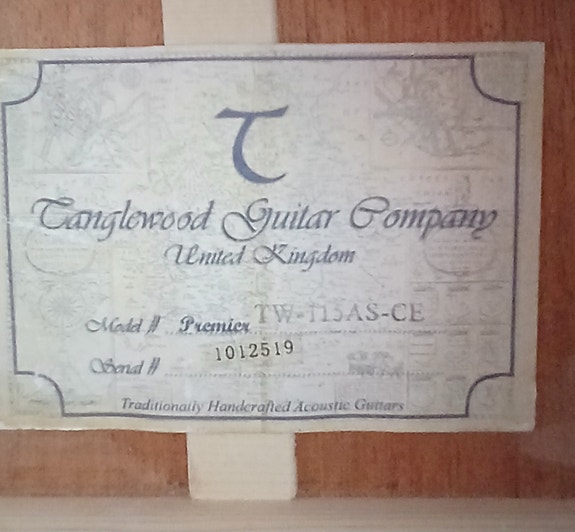 T
Tanglewood Guitar Company
United Kingdom
Model # Premier TW-115AS-CE
Serial # 1012519
Traditionally Handcrafted Acoustic Guitars